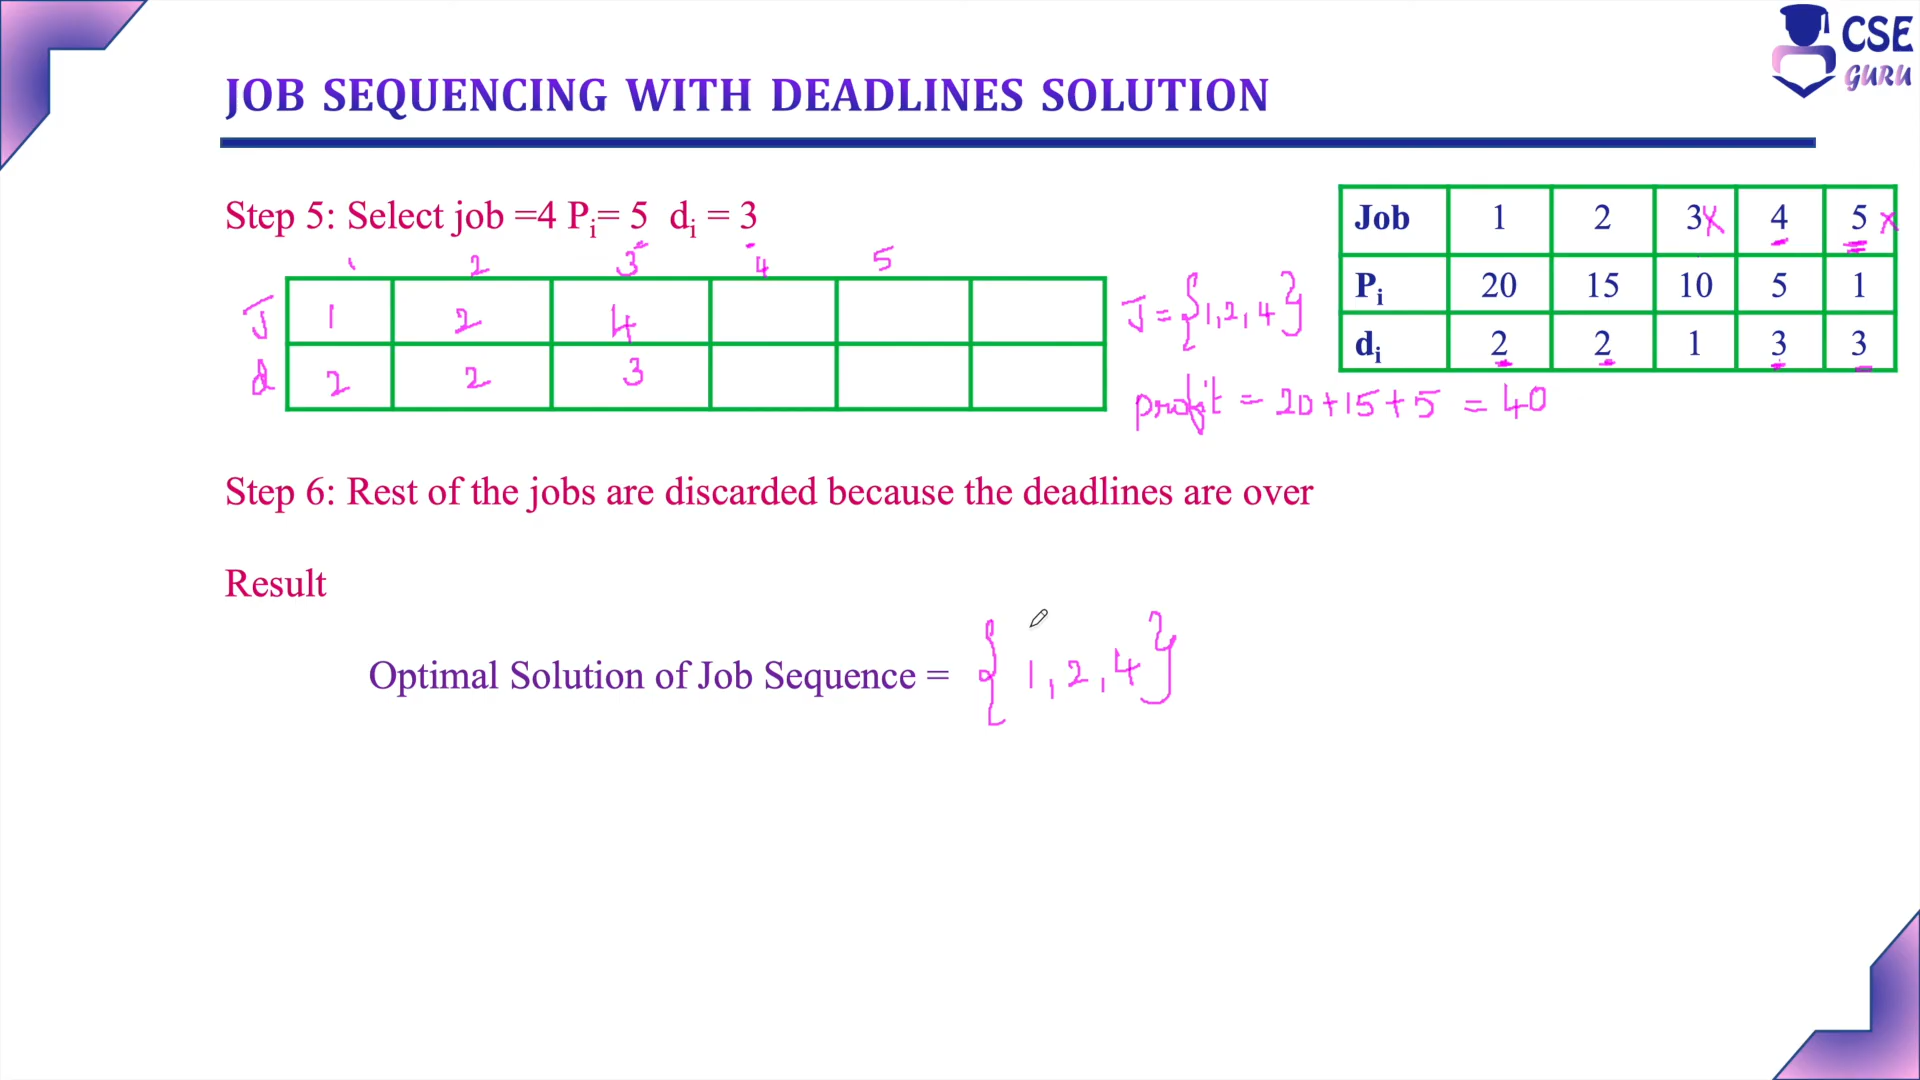 CSE
GURU
JOB SEQUENCING WITH DEADLINES SOLUTION
Step 5: Select job =4 Pi= 5 di = 3
1 2 3 4 5
J 1 2 4
d 2 2 3
J = {1, 2, 4}
Job 1 2 3 x 4 5 x
Pi 20 15 10 5 1
di 2 2 1 3 3
profit = 20+15+5 = 40
Step 6: Rest of the jobs are discarded because the deadlines are over
Result
Optimal Solution of Job Sequence = {1, 2, 4}